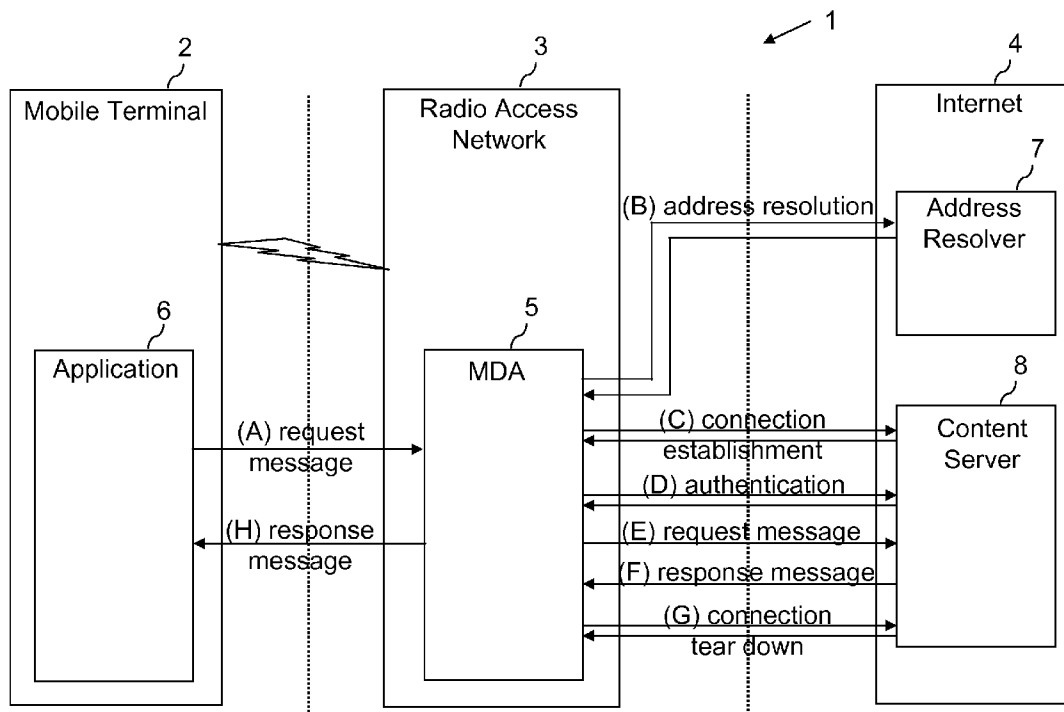 1
2
3
4
Mobile Terminal
Radio Access
Network
Internet
7
(B) address resolution
Address
Resolver
6
5
Application
MDA
8
(A) request
message
(C) connection
establishment
Content
Server
(D) authentication
(H) response
message
(E) request message
(F) response message
(G) connection
tear down